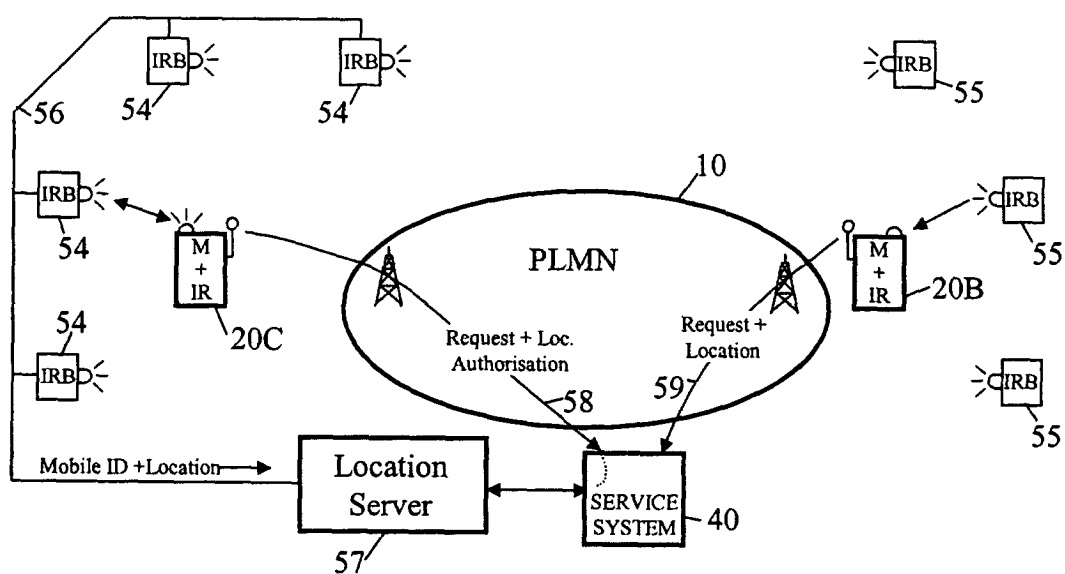 IRB
IRB
IRB
54
54
55
56
10
IRB
IRB
54
M
+
IR
PLMN
M
+
IR
55
20C
20B
54
Request + Loc.
Authorisation
Request +
Location
IRB
IRB
58
59
55
Mobile ID +Location
Location
Server
SERVICE
SYSTEM
40
57